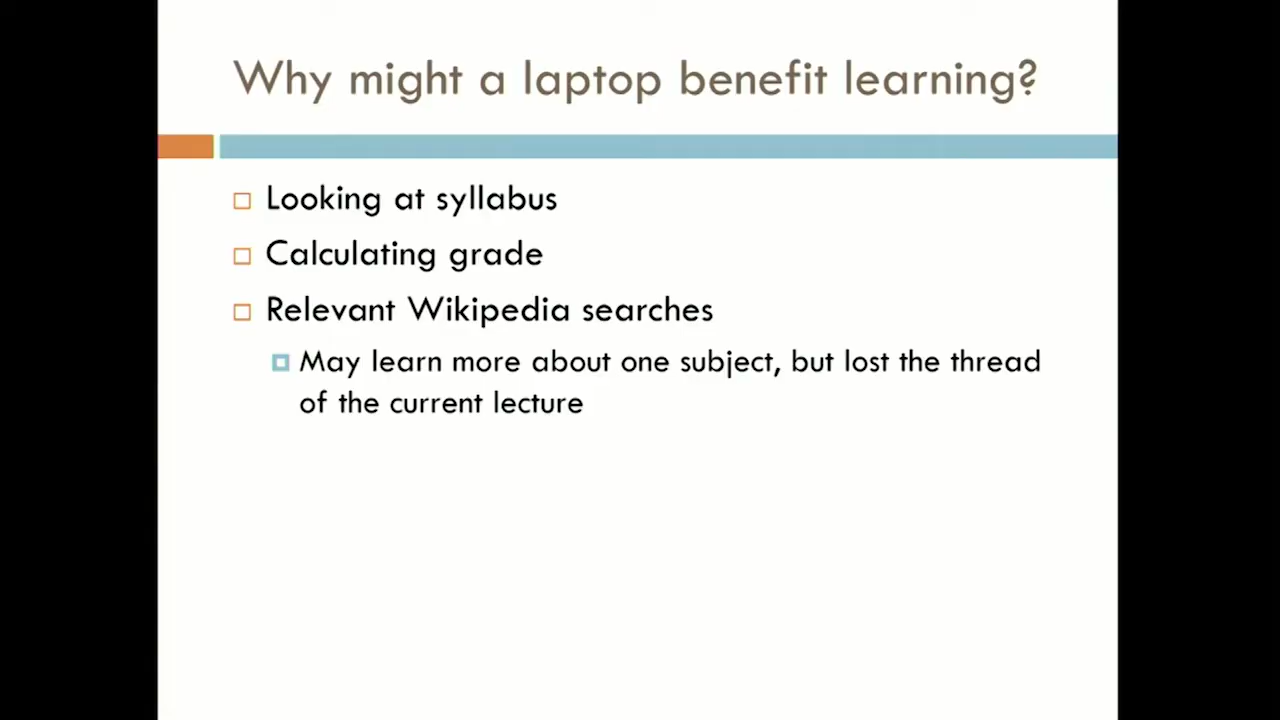 Why might a laptop benefit learning?
Looking at syllabus
Calculating grade
Relevant Wikipedia searches
May learn more about one subject, but lost the thread
of the current lecture